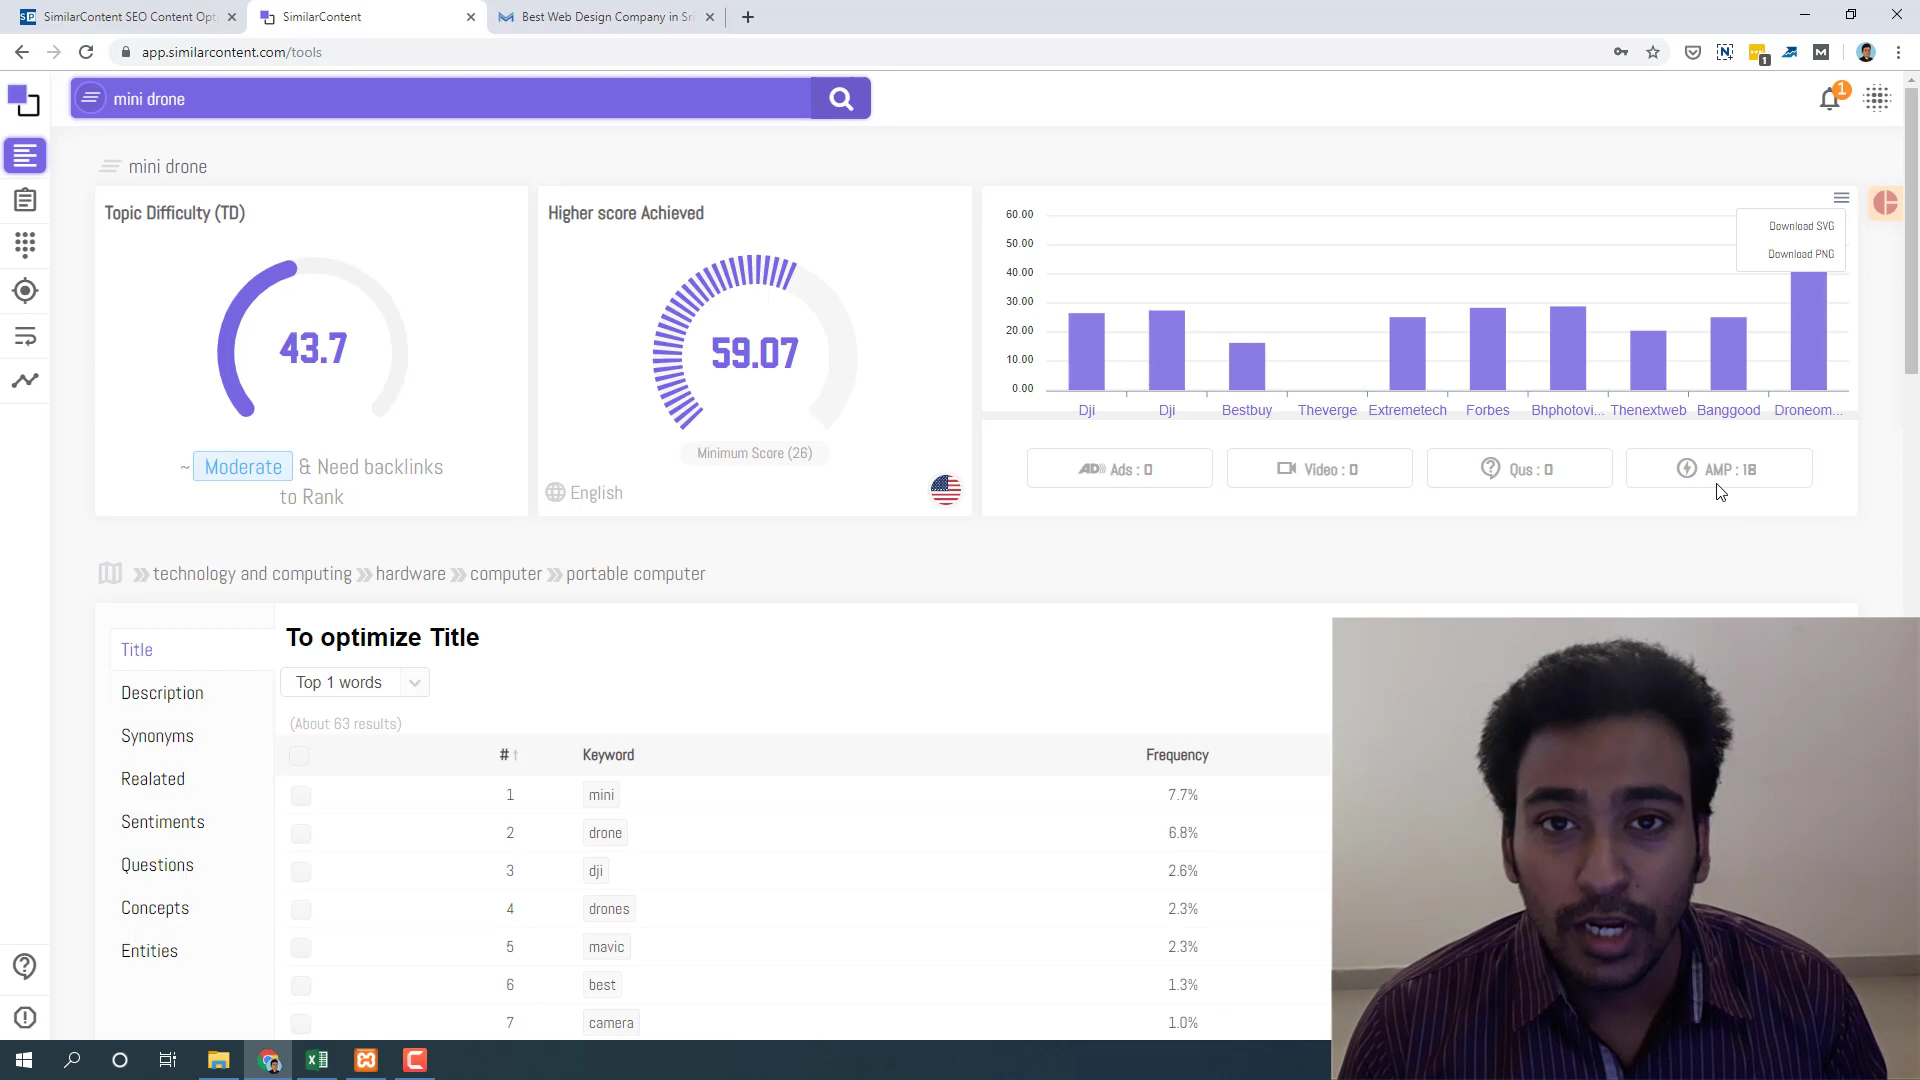 SimilarContent SEO Content Opt
SimilarContent
Best Web Design Company in Sri
app.similarcontent.com/tools
1
M
mini drone
1
mini drone
Topic Difficulty (TD)
43.7
~ Moderate & Need backlinks
to Rank
Higher score Achieved
59.07
Minimum Score (26)
English
60.00
50.00
40.00
30.00
20.00
10.00
0.00
Download SVG
Download PNG
Dji Dji Bestbuy Theverge Extremetech Forbes Bhphotovi... Thenextweb Banggood Droneom...
AD Ads : 0
Video : 0
Qus : 0
AMP : 18
technology and computing hardware computer portable computer
Title
Description
Synonyms
Realated
Sentiments
Questions
Concepts
Entities
To optimize Title
Top 1 words
(About 63 results)
# Keyword Frequency
1 mini 7.7%
2 drone 6.8%
3 dji 2.6%
4 drones 2.3%
5 mavic 2.3%
6 best 1.3%
7 camera 1.0%